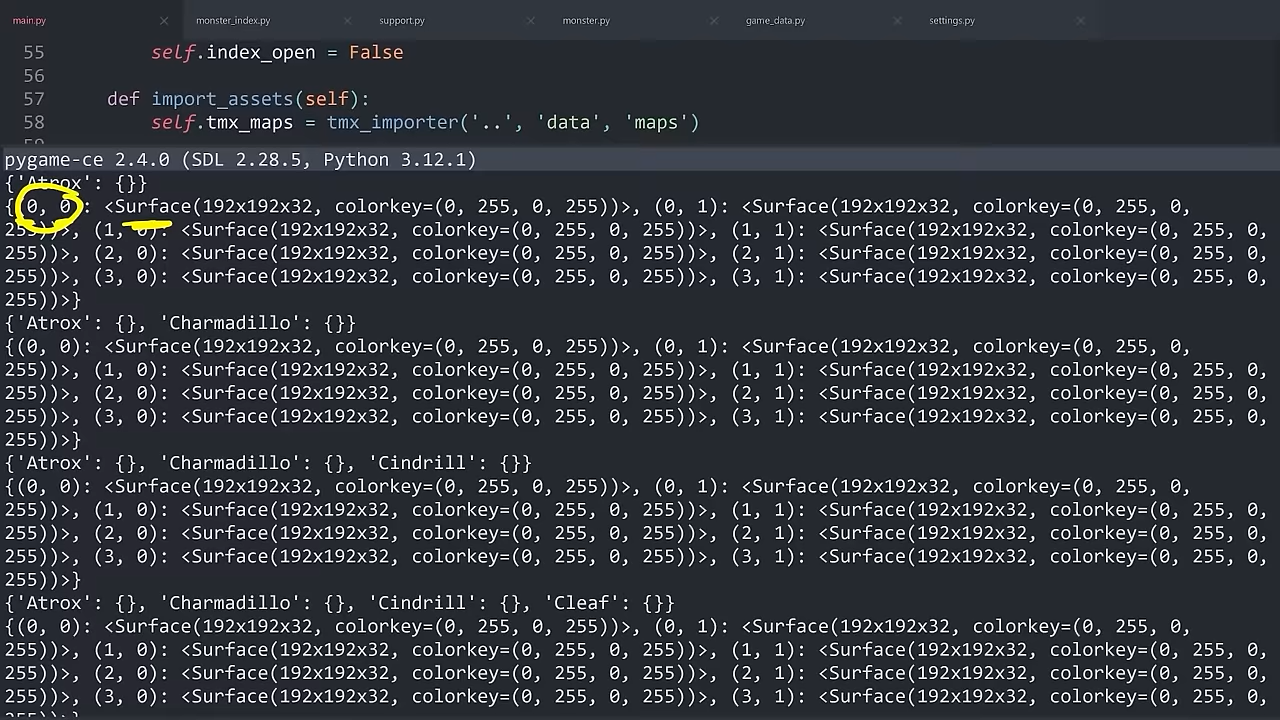 main.py monster_index.py support.py monster.py game_data.py settings.py
55 self.index_open = False
56
57 def import_assets(self):
58 self.tmx_maps = tmx_importer('..', 'data', 'maps')
pygame-ce 2.4.0 (SDL 2.28.5, Python 3.12.1)
{'Atrox': {}}
{(0, 0): <Surface(192x192x32, colorkey=(0, 255, 0, 255))>, (0, 1): <Surface(192x192x32, colorkey=(0, 255, 0,
255))>, (1, 0): <Surface(192x192x32, colorkey=(0, 255, 0, 255))>, (1, 1): <Surface(192x192x32, colorkey=(0, 255, 0,
255))>, (2, 0): <Surface(192x192x32, colorkey=(0, 255, 0, 255))>, (2, 1): <Surface(192x192x32, colorkey=(0, 255, 0,
255))>, (3, 0): <Surface(192x192x32, colorkey=(0, 255, 0, 255))>, (3, 1): <Surface(192x192x32, colorkey=(0, 255, 0,
255))>}
{'Atrox': {}, 'Charmadillo': {}}
{(0, 0): <Surface(192x192x32, colorkey=(0, 255, 0, 255))>, (0, 1): <Surface(192x192x32, colorkey=(0, 255, 0,
255))>, (1, 0): <Surface(192x192x32, colorkey=(0, 255, 0, 255))>, (1, 1): <Surface(192x192x32, colorkey=(0, 255, 0,
255))>, (2, 0): <Surface(192x192x32, colorkey=(0, 255, 0, 255))>, (2, 1): <Surface(192x192x32, colorkey=(0, 255, 0,
255))>, (3, 0): <Surface(192x192x32, colorkey=(0, 255, 0, 255))>, (3, 1): <Surface(192x192x32, colorkey=(0, 255, 0,
255))>}
{'Atrox': {}, 'Charmadillo': {}, 'Cindrill': {}}
{(0, 0): <Surface(192x192x32, colorkey=(0, 255, 0, 255))>, (0, 1): <Surface(192x192x32, colorkey=(0, 255, 0,
255))>, (1, 0): <Surface(192x192x32, colorkey=(0, 255, 0, 255))>, (1, 1): <Surface(192x192x32, colorkey=(0, 255, 0,
255))>, (2, 0): <Surface(192x192x32, colorkey=(0, 255, 0, 255))>, (2, 1): <Surface(192x192x32, colorkey=(0, 255, 0,
255))>, (3, 0): <Surface(192x192x32, colorkey=(0, 255, 0, 255))>, (3, 1): <Surface(192x192x32, colorkey=(0, 255, 0,
255))>}
{'Atrox': {}, 'Charmadillo': {}, 'Cindrill': {}, 'Cleaf': {}}
{(0, 0): <Surface(192x192x32, colorkey=(0, 255, 0, 255))>, (0, 1): <Surface(192x192x32, colorkey=(0, 255, 0,
255))>, (1, 0): <Surface(192x192x32, colorkey=(0, 255, 0, 255))>, (1, 1): <Surface(192x192x32, colorkey=(0, 255, 0,
255))>, (2, 0): <Surface(192x192x32, colorkey=(0, 255, 0, 255))>, (2, 1): <Surface(192x192x32, colorkey=(0, 255, 0,
255))>, (3, 0): <Surface(192x192x32, colorkey=(0, 255, 0, 255))>, (3, 1): <Surface(192x192x32, colorkey=(0, 255, 0,